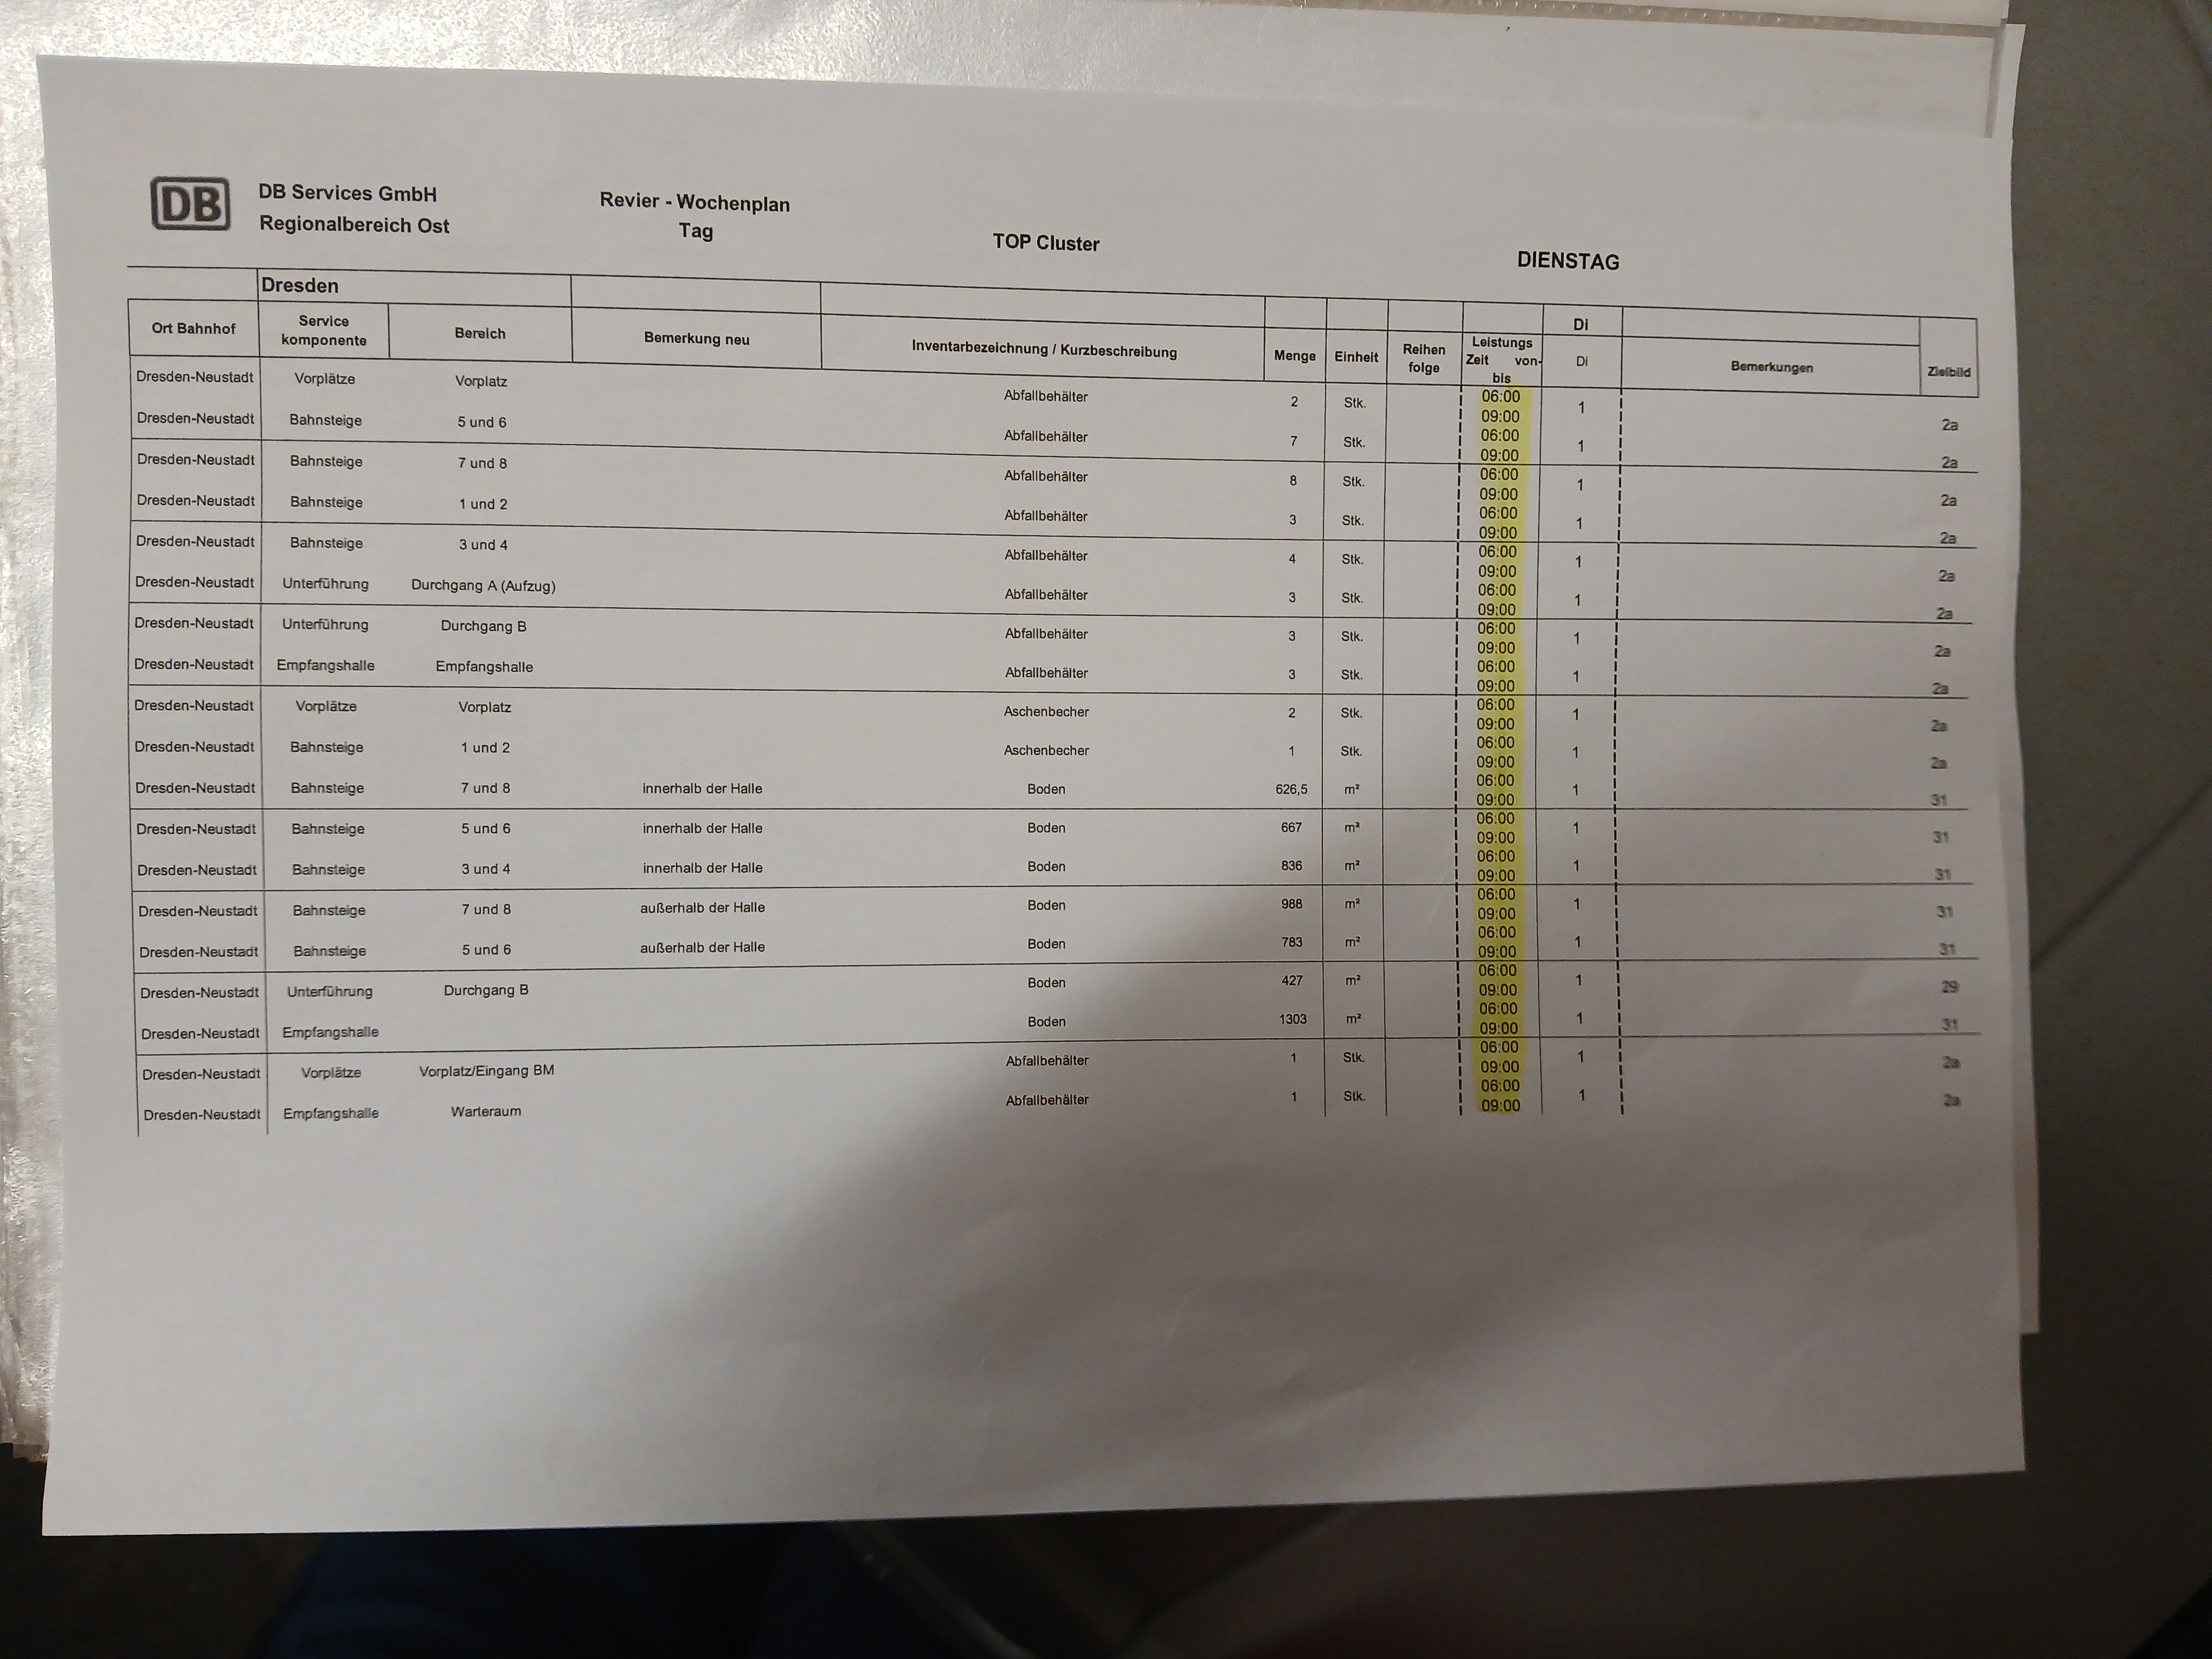 DB DB Services GmbH
Regionalbereich Ost
Revier - Wochenplan
Tag
TOP Cluster
DIENSTAG
Dresden
Di
Ort Bahnhof Service komponente Bereich Bemerkung neu Inventarbezeichnung / Kurzbeschreibung Menge Einheit Reihen folge Leistungs Zeit von- bis Di Bemerkungen Zielbild
Dresden-Neustadt Vorplätze Vorplatz Abfallbehälter 2 Stk. 06:00 09:00 1 2a
Dresden-Neustadt Bahnsteige 5 und 6 Abfallbehälter 7 Stk. 06:00 09:00 1 2a
Dresden-Neustadt Bahnsteige 7 und 8 Abfallbehälter 8 Stk. 06:00 09:00 1 2a
Dresden-Neustadt Bahnsteige 1 und 2 Abfallbehälter 3 Stk. 06:00 09:00 1 2a
Dresden-Neustadt Bahnsteige 3 und 4 Abfallbehälter 4 Stk. 06:00 09:00 1 2a
Dresden-Neustadt Unterführung Durchgang A (Aufzug) Abfallbehälter 3 Stk. 06:00 09:00 1 2a
Dresden-Neustadt Unterführung Durchgang B Abfallbehälter 3 Stk. 06:00 09:00 1 2a
Dresden-Neustadt Empfangshalle Empfangshalle Abfallbehälter 3 Stk. 06:00 09:00 1 2a
Dresden-Neustadt Vorplätze Vorplatz Aschenbecher 2 Stk. 06:00 09:00 1 2a
Dresden-Neustadt Bahnsteige 1 und 2 Aschenbecher 1 Stk. 06:00 09:00 1 2a
Dresden-Neustadt Bahnsteige 7 und 8 innerhalb der Halle Boden 626,5 m² 06:00 09:00 1 31
Dresden-Neustadt Bahnsteige 5 und 6 innerhalb der Halle Boden 667 m² 06:00 09:00 1 31
Dresden-Neustadt Bahnsteige 3 und 4 innerhalb der Halle Boden 836 m² 06:00 09:00 1 31
Dresden-Neustadt Bahnsteige 7 und 8 außerhalb der Halle Boden 988 m² 06:00 09:00 1 31
Dresden-Neustadt Bahnsteige 5 und 6 außerhalb der Halle Boden 783 m² 06:00 09:00 1 31
Dresden-Neustadt Unterführung Durchgang B Boden 427 m² 06:00 09:00 1 29
Dresden-Neustadt Empfangshalle Boden 1303 m² 06:00 09:00 1 31
Dresden-Neustadt Vorplätze Vorplatz/Eingang BM Abfallbehälter 1 Stk. 06:00 09:00 1 2a
Dresden-Neustadt Empfangshalle Warteraum Abfallbehälter 1 Stk. 06:00 09:00 1 2a